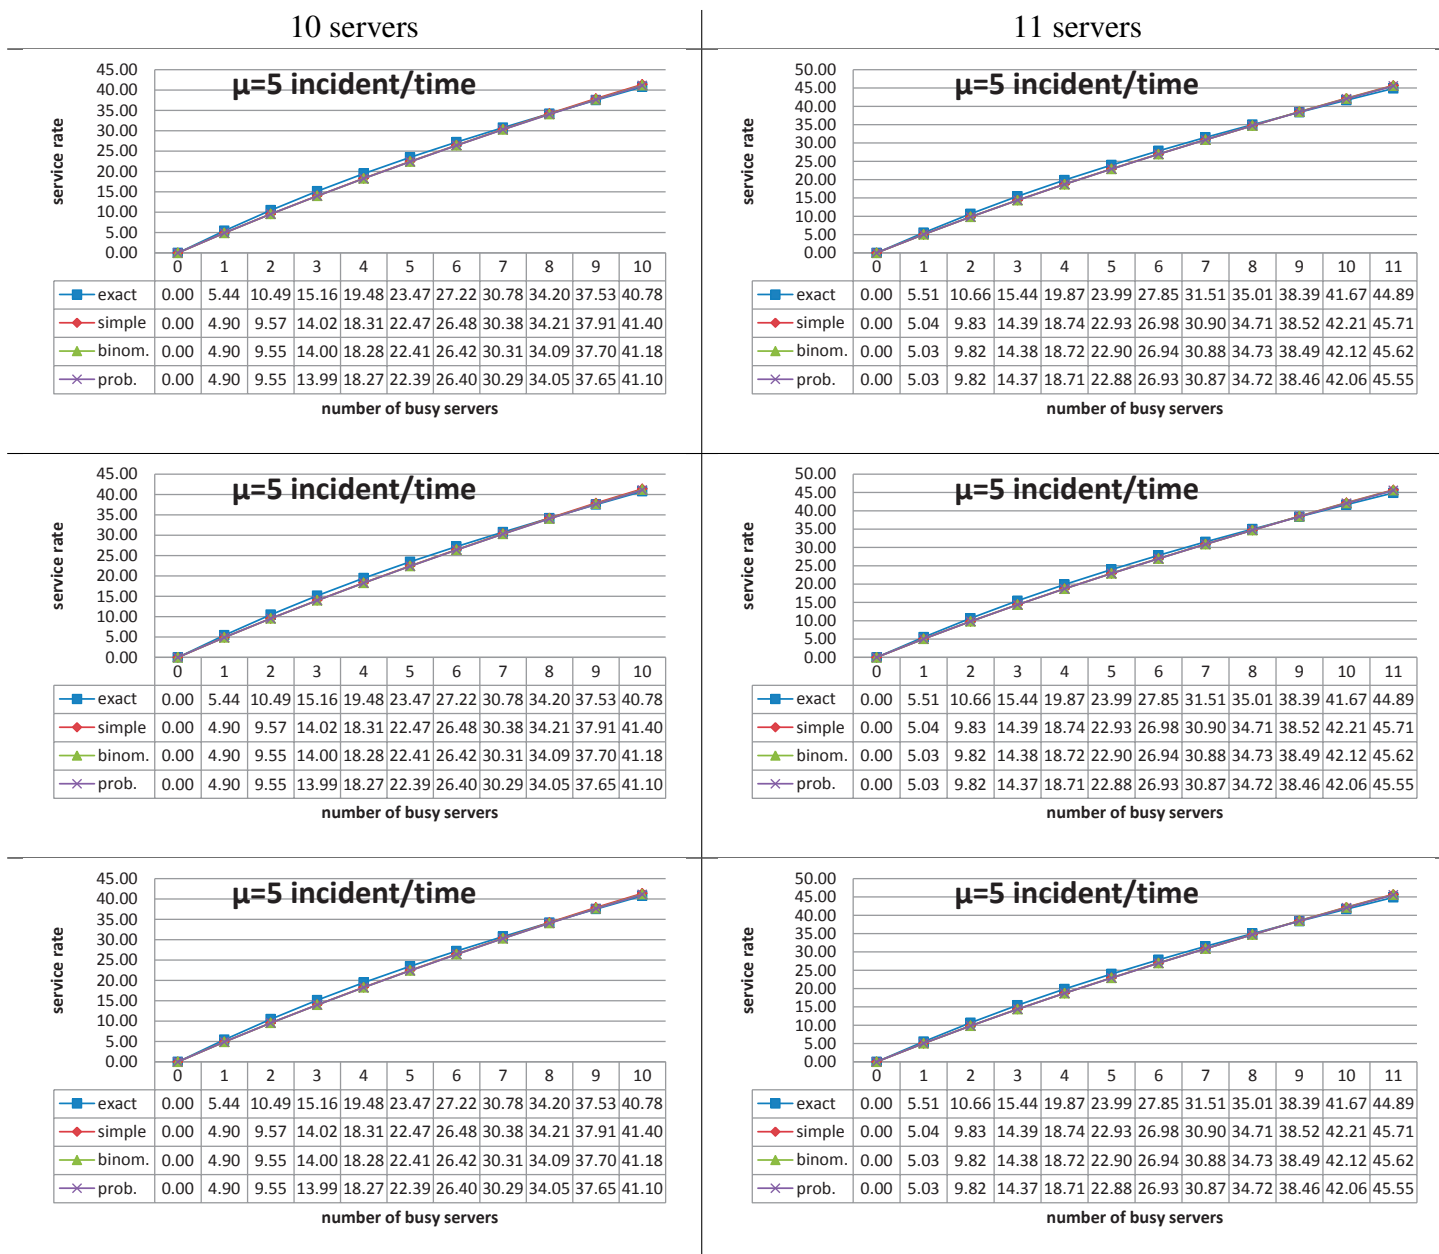 10 servers
11 servers
μ=5 incident/time
service rate
45.00
40.00
35.00
30.00
25.00
20.00
15.00
10.00
5.00
0.00
0 1 2 3 4 5 6 7 8 9 10
exact 0.00 5.44 10.49 15.16 19.48 23.47 27.22 30.78 34.20 37.53 40.78
simple 0.00 4.90 9.57 14.02 18.31 22.47 26.48 30.38 34.21 37.91 41.40
binom. 0.00 4.90 9.55 14.00 18.28 22.41 26.42 30.31 34.09 37.70 41.18
prob. 0.00 4.90 9.55 13.99 18.27 22.39 26.40 30.29 34.05 37.65 41.10
number of busy servers
μ=5 incident/time
service rate
50.00
45.00
40.00
35.00
30.00
25.00
20.00
15.00
10.00
5.00
0.00
0 1 2 3 4 5 6 7 8 9 10 11
exact 0.00 5.51 10.66 15.44 19.87 23.99 27.85 31.51 35.01 38.39 41.67 44.89
simple 0.00 5.04 9.83 14.39 18.74 22.93 26.98 30.90 34.71 38.52 42.21 45.71
binom. 0.00 5.03 9.82 14.38 18.72 22.90 26.94 30.88 34.73 38.49 42.12 45.62
prob. 0.00 5.03 9.82 14.37 18.71 22.88 26.93 30.87 34.72 38.46 42.06 45.55
number of busy servers
μ=5 incident/time
service rate
45.00
40.00
35.00
30.00
25.00
20.00
15.00
10.00
5.00
0.00
0 1 2 3 4 5 6 7 8 9 10
exact 0.00 5.44 10.49 15.16 19.48 23.47 27.22 30.78 34.20 37.53 40.78
simple 0.00 4.90 9.57 14.02 18.31 22.47 26.48 30.38 34.21 37.91 41.40
binom. 0.00 4.90 9.55 14.00 18.28 22.41 26.42 30.31 34.09 37.70 41.18
prob. 0.00 4.90 9.55 13.99 18.27 22.39 26.40 30.29 34.05 37.65 41.10
number of busy servers
μ=5 incident/time
service rate
50.00
45.00
40.00
35.00
30.00
25.00
20.00
15.00
10.00
5.00
0.00
0 1 2 3 4 5 6 7 8 9 10 11
exact 0.00 5.51 10.66 15.44 19.87 23.99 27.85 31.51 35.01 38.39 41.67 44.89
simple 0.00 5.04 9.83 14.39 18.74 22.93 26.98 30.90 34.71 38.52 42.21 45.71
binom. 0.00 5.03 9.82 14.38 18.72 22.90 26.94 30.88 34.73 38.49 42.12 45.62
prob. 0.00 5.03 9.82 14.37 18.71 22.88 26.93 30.87 34.72 38.46 42.06 45.55
number of busy servers
μ=5 incident/time
service rate
45.00
40.00
35.00
30.00
25.00
20.00
15.00
10.00
5.00
0.00
0 1 2 3 4 5 6 7 8 9 10
exact 0.00 5.44 10.49 15.16 19.48 23.47 27.22 30.78 34.20 37.53 40.78
simple 0.00 4.90 9.57 14.02 18.31 22.47 26.48 30.38 34.21 37.91 41.40
binom. 0.00 4.90 9.55 14.00 18.28 22.41 26.42 30.31 34.09 37.70 41.18
prob. 0.00 4.90 9.55 13.99 18.27 22.39 26.40 30.29 34.05 37.65 41.10
number of busy servers
μ=5 incident/time
service rate
50.00
45.00
40.00
35.00
30.00
25.00
20.00
15.00
10.00
5.00
0.00
0 1 2 3 4 5 6 7 8 9 10 11
exact 0.00 5.51 10.66 15.44 19.87 23.99 27.85 31.51 35.01 38.39 41.67 44.89
simple 0.00 5.04 9.83 14.39 18.74 22.93 26.98 30.90 34.71 38.52 42.21 45.71
binom. 0.00 5.03 9.82 14.38 18.72 22.90 26.94 30.88 34.73 38.49 42.12 45.62
prob. 0.00 5.03 9.82 14.37 18.71 22.88 26.93 30.87 34.72 38.46 42.06 45.55
number of busy servers